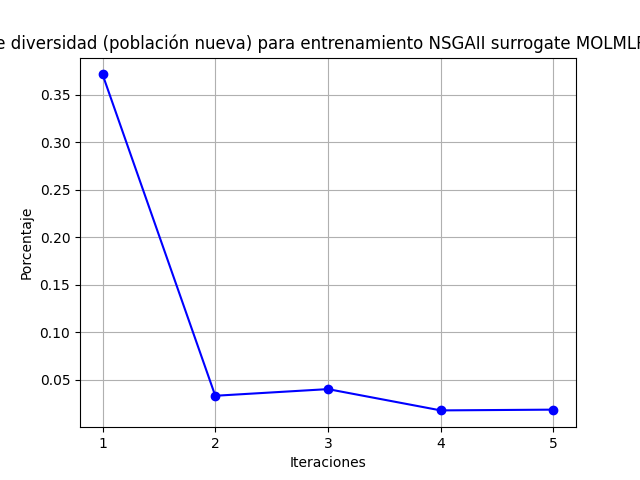 e diversidad (población nueva) para entrenamiento NSGAII surrogate MOLMLP
Porcentaje
0.35
0.30
0.25
0.20
0.15
0.10
0.05
1 2 3 4 5
Iteraciones